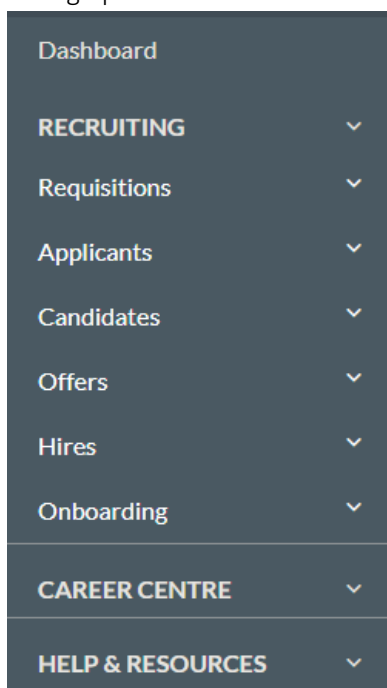 Dashboard
RECRUITING
Requisitions
Applicants
Candidates
Offers
Hires
Onboarding
CAREER CENTRE
HELP & RESOURCES